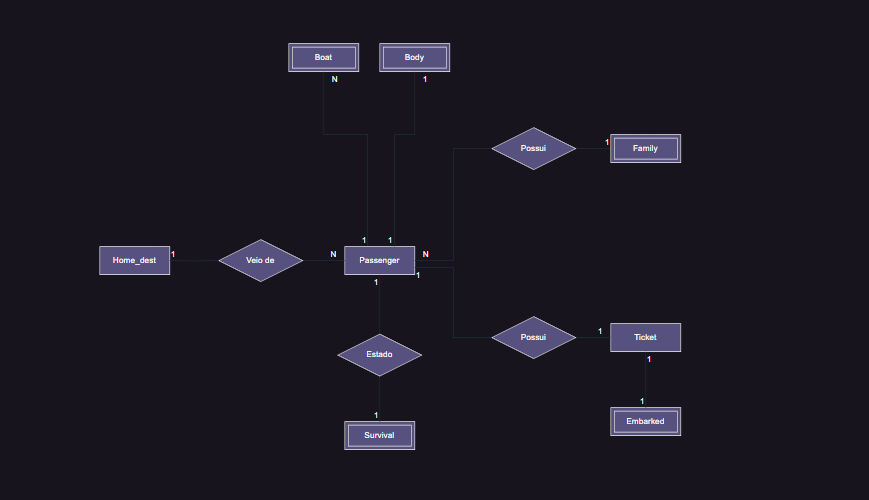 Boat
Body
N
1
Possui
1
Family
1
1
Home_dest
1
Veio de
N
Passenger
N
1
1
Possui
1
Ticket
Estado
1
1
1
Embarked
Survival